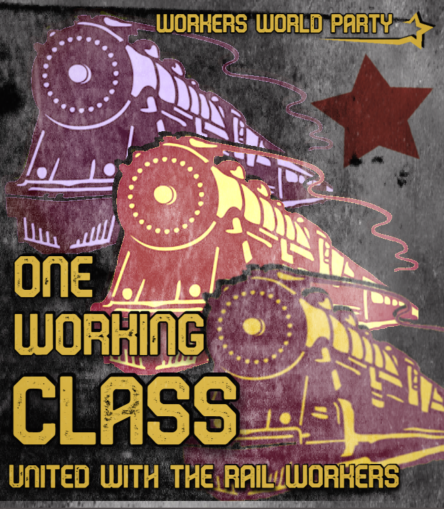 WORKERS WORLD PARTY
ONE
WORKING
CLASS
UNITED WITH THE RAIL WORKERS